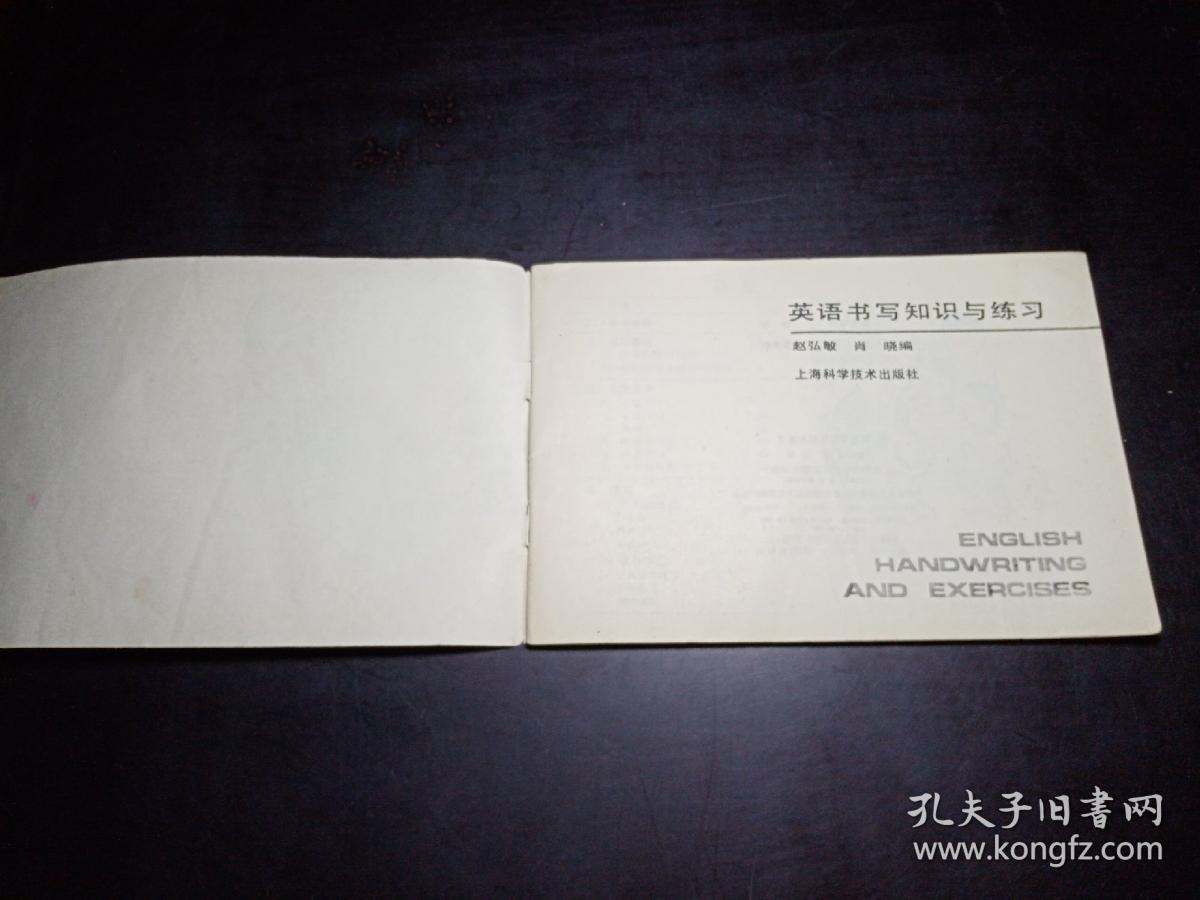 英语书写知识与练习
赵弘敏 肖 晓编
上海科学技术出版社
ENGLISH
HANDWRITING
AND EXERCISES
孔夫子旧書网
www.kongfz.com